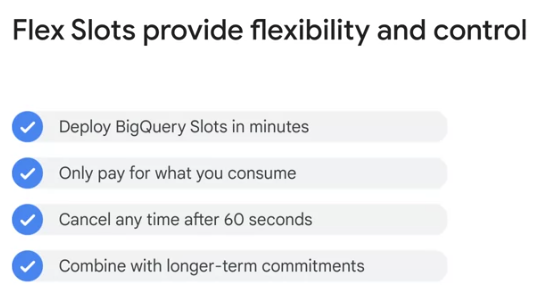 Flex Slots provide flexibility and control
Deploy BigQuery Slots in minutes
Only pay for what you consume
Cancel any time after 60 seconds
Combine with longer-term commitments